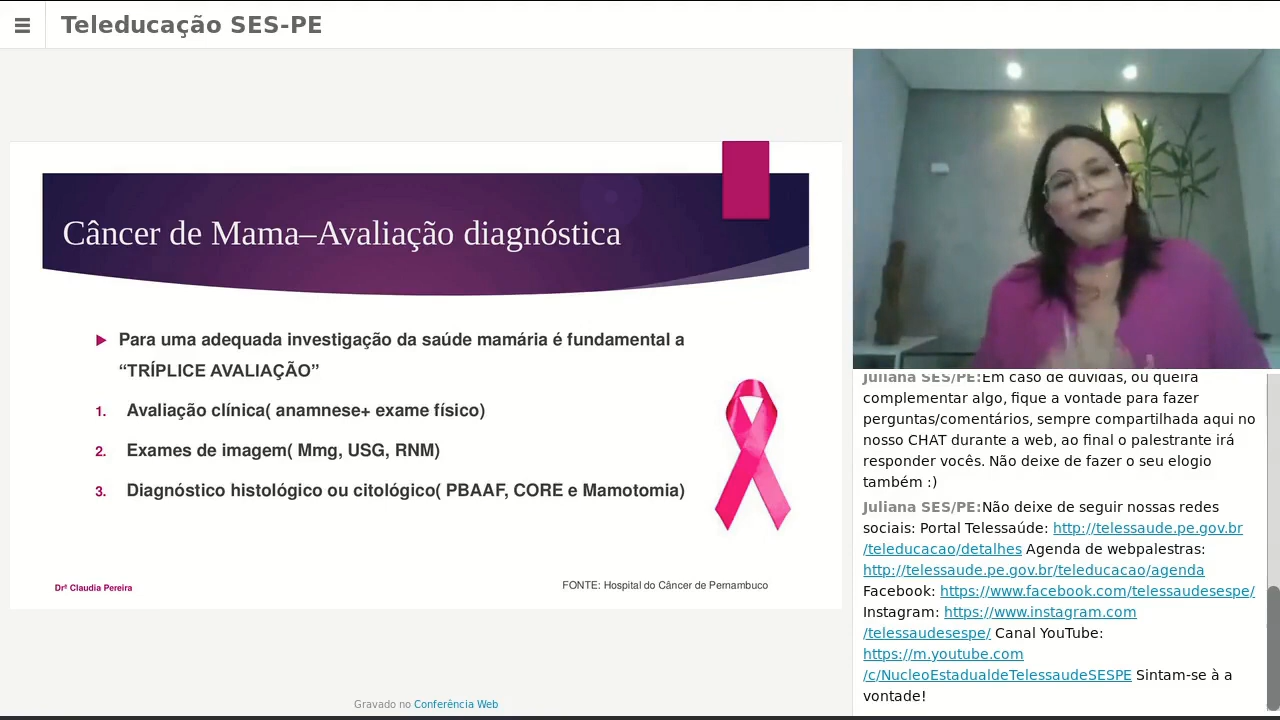 Teleducação SES-PE
Câncer de Mama–Avaliação diagnóstica
Para uma adequada investigação da saúde mamária é fundamental a
“TRÍPLICE AVALIAÇÃO”
1. Avaliação clínica( anamnese+ exame físico)
2. Exames de imagem( Mmg, USG, RNM)
3. Diagnóstico histológico ou citológico( PBAAF, CORE e Mamotomia)
Drª Claudia Pereira
FONTE: Hospital do Câncer de Pernambuco
Gravado no Conferência Web
Juliana SES/PE:Em caso de dúvidas, ou queira
complementar algo, fique a vontade para fazer
perguntas/comentários, sempre compartilhada aqui no
nosso CHAT durante a web, ao final o palestrante irá
responder vocês. Não deixe de fazer o seu elogio
também :)
Juliana SES/PE:Não deixe de seguir nossas redes
sociais: Portal Telessaúde: http://telessaude.pe.gov.br
/teleducacao/detalhes Agenda de webpalestras:
http://telessaude.pe.gov.br/teleducacao/agenda
Facebook: https://www.facebook.com/telessaudesespe/
Instagram: https://www.instagram.com
/telessaudesespe/ Canal YouTube:
https://m.youtube.com
/c/NucleoEstadualdeTelessaudeSESPE Sintam-se à a
vontade!